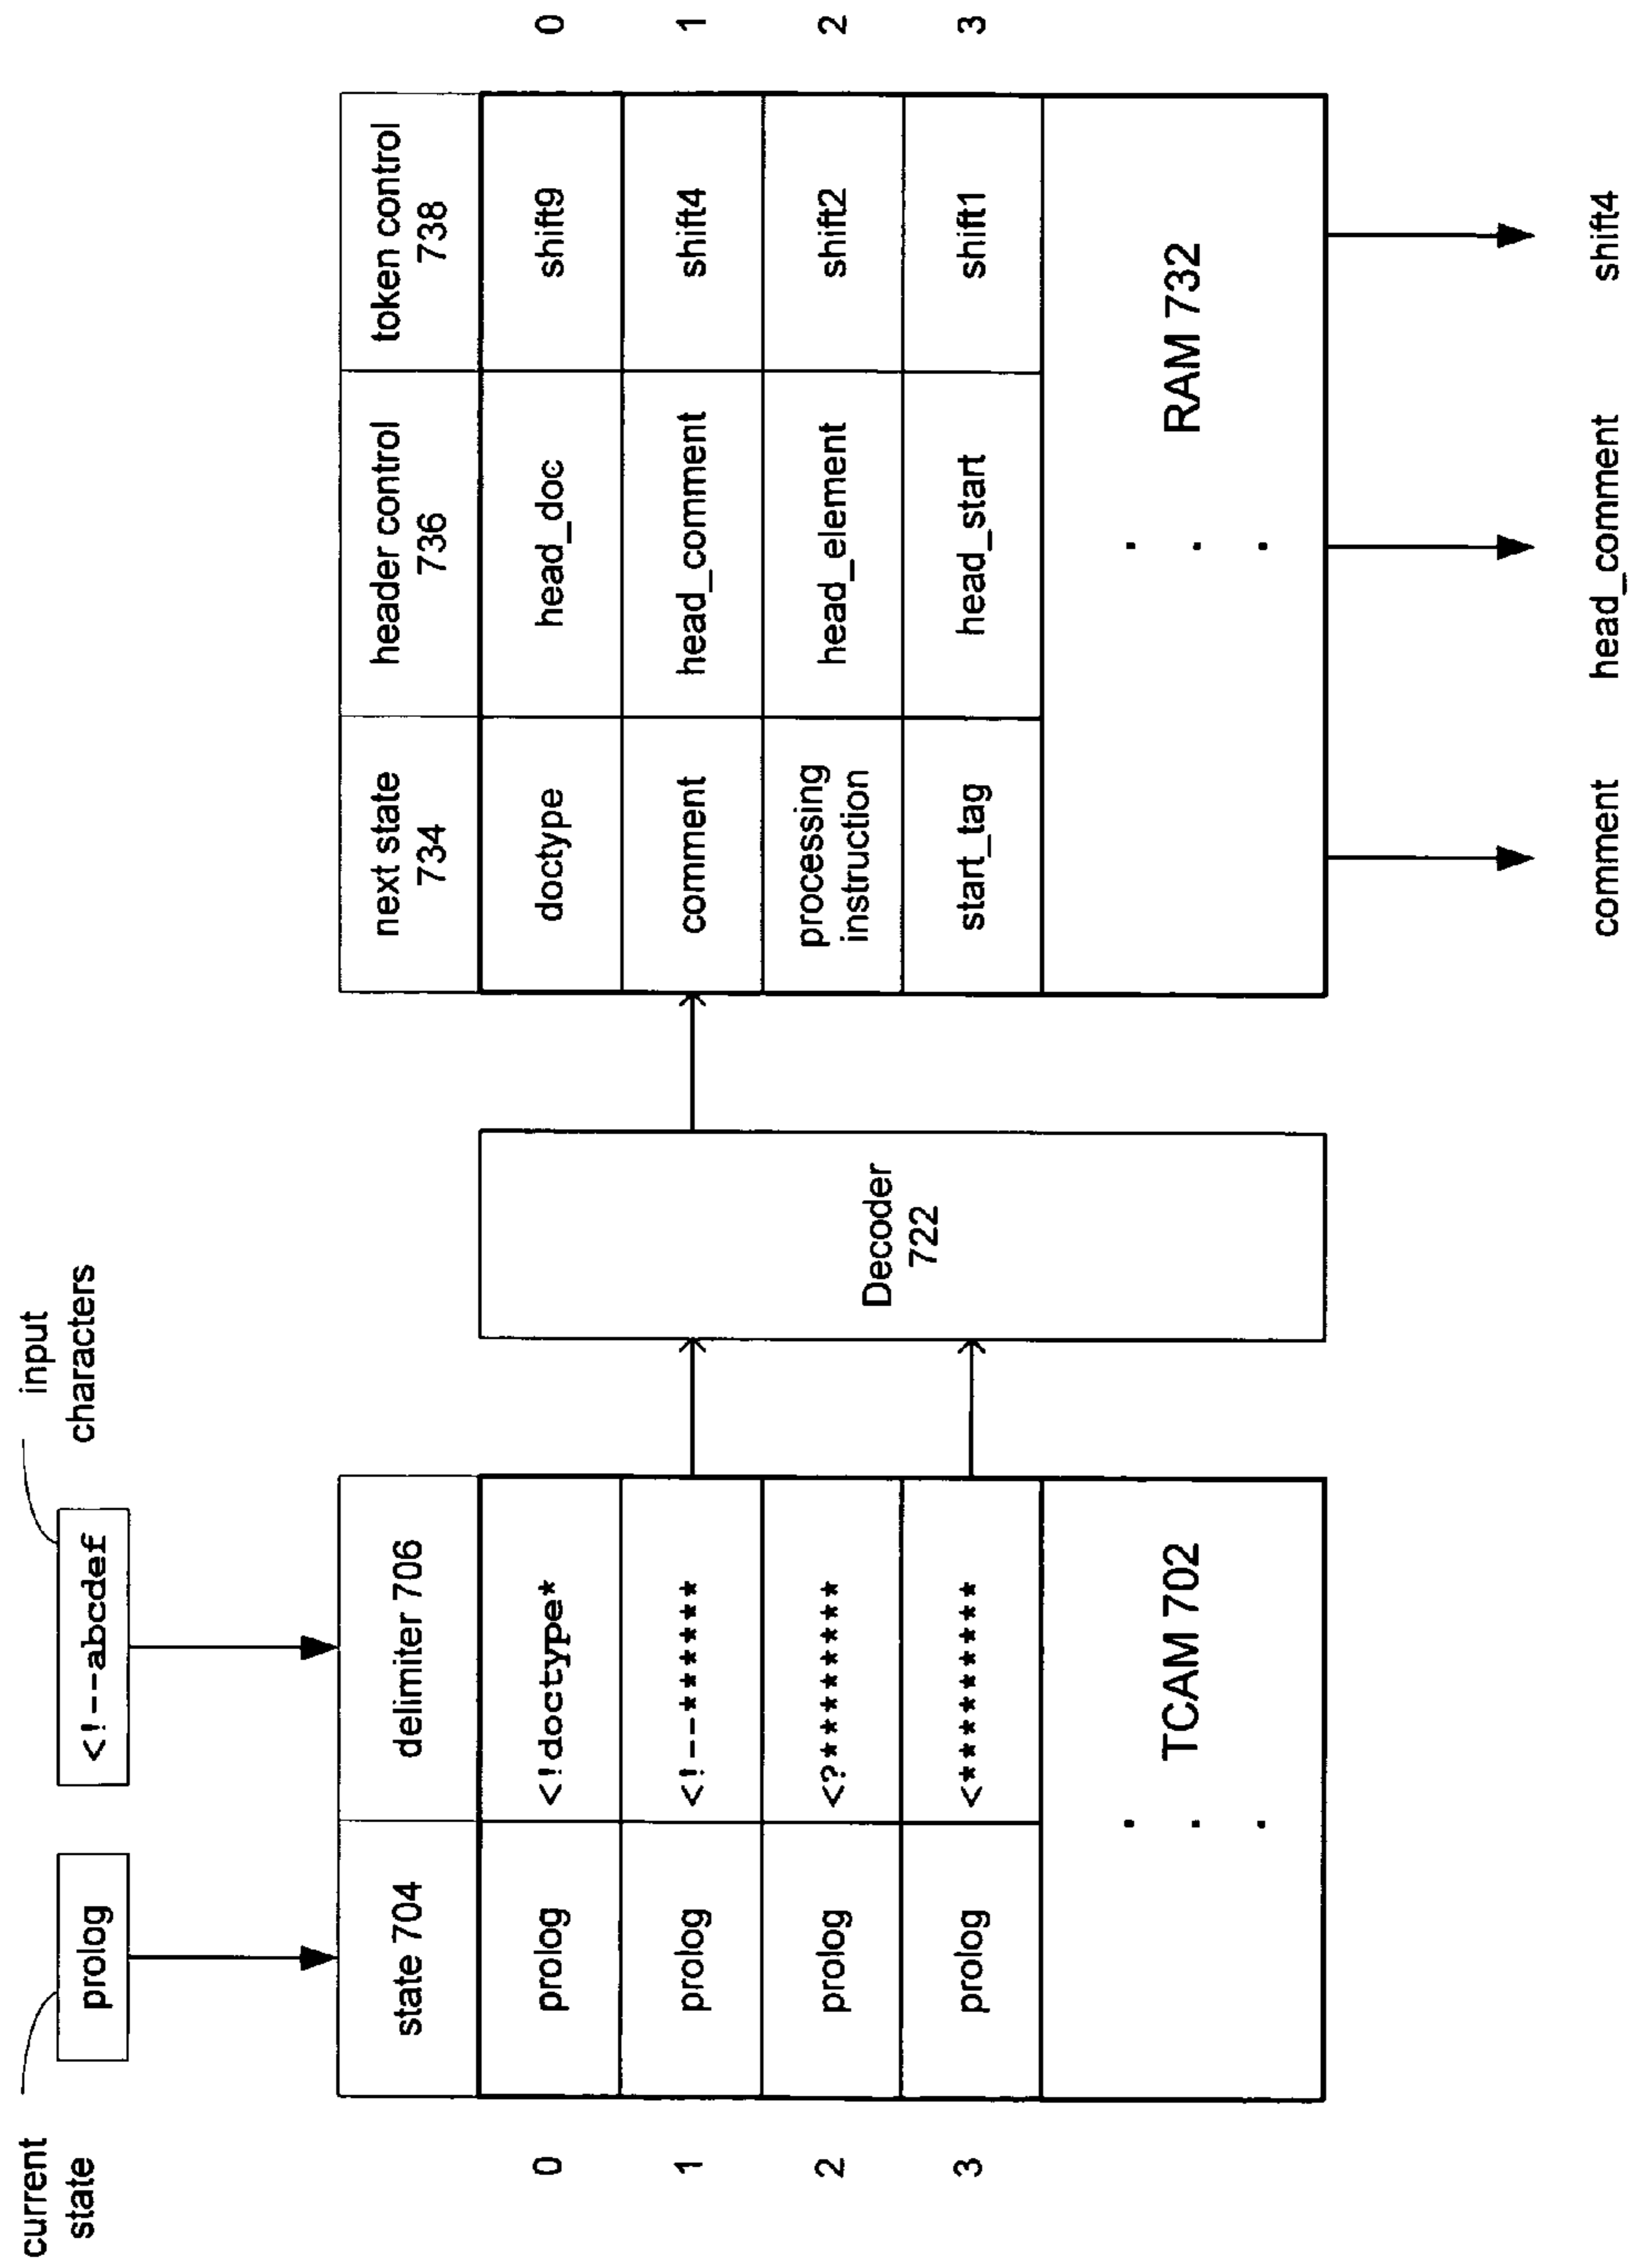 current
state
prolog
<!--abcdef
input
characters
state 704
delimiter 706
0
prolog
<!doctype*
1
prolog
<!--******
2
prolog
<?********
3
prolog
<*********
TCAM 702
Decoder
722
next state
734
header control
736
token control
738
doctype
head_doc
shift9
0
comment
head_comment
shift4
1
processing
instruction
head_element
shift2
2
start_tag
head_start
shift1
3
RAM 732
comment
head_comment
shift4